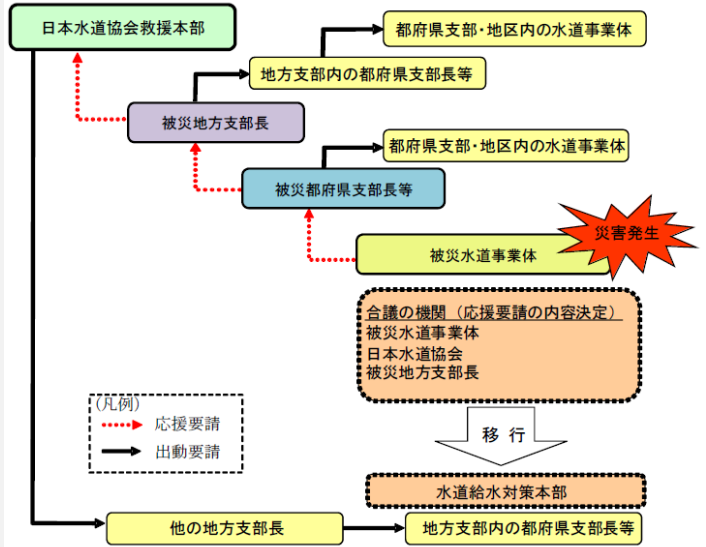 日本水道協会救援本部
都府県支部・地区内の水道事業体
地方支部内の都府県支部長等
被災地方支部長
都府県支部・地区内の水道事業体
被災都府県支部長等
災害発生
被災水道事業体
合議の機関（応援要請の内容決定）
被災水道事業体
日本水道協会
被災地方支部長
(凡例)
応援要請
出動要請
移 行
水道給水対策本部
他の地方支部長
地方支部内の都府県支部長等